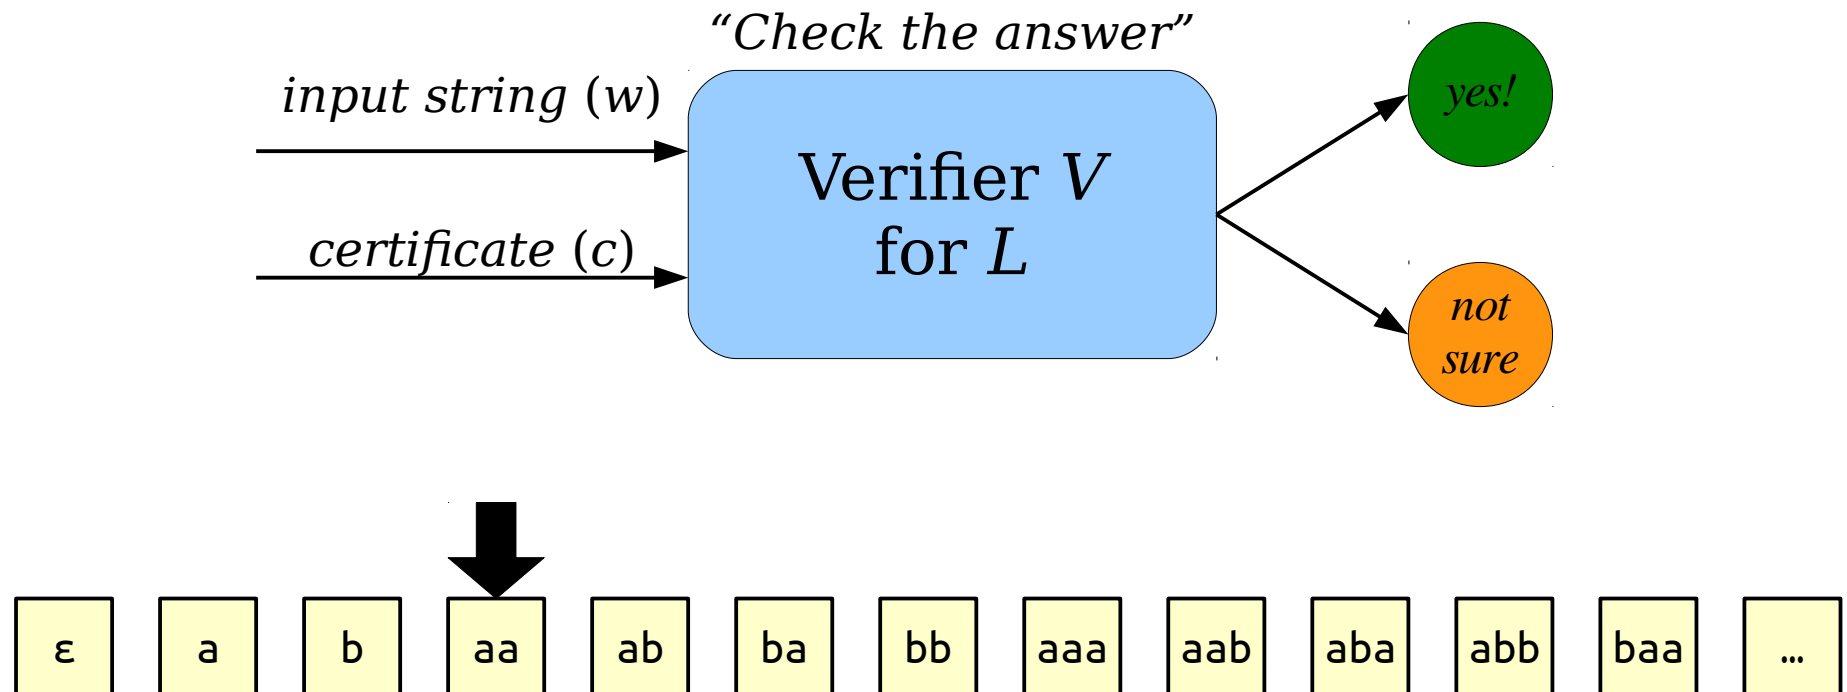 “Check the answer”
input string (w)
certificate (c)
Verifier V
for L
yes!
not
sure
ε a b aa ab ba bb aaa aab aba abb baa …